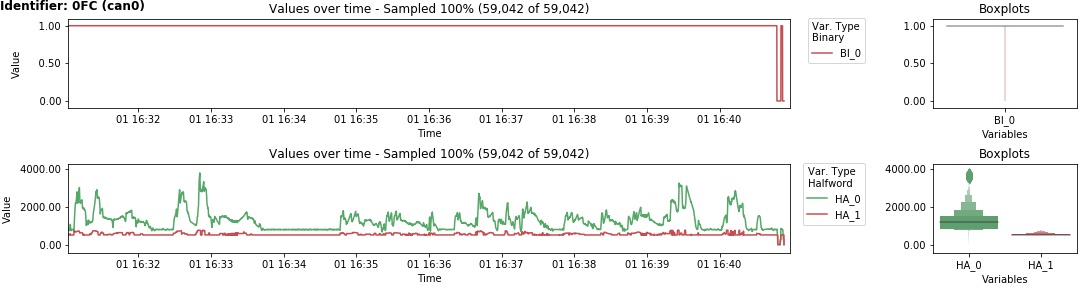 Identifier: 0FC (can0)
Values over time - Sampled 100% (59,042 of 59,042)
Boxplots
Value
1.00
0.50
0.00
01 16:32 01 16:33 01 16:34 01 16:35 01 16:36 01 16:37 01 16:38 01 16:39 01 16:40
Time
Var. Type
Binary
BI_0
1.00
0.50
0.00
BI_0
Variables
Values over time - Sampled 100% (59,042 of 59,042)
Boxplots
Value
4000.00
2000.00
0.00
01 16:32 01 16:33 01 16:34 01 16:35 01 16:36 01 16:37 01 16:38 01 16:39 01 16:40
Time
Var. Type
Halfword
HA_0
HA_1
4000.00
2000.00
0.00
HA_0 HA_1
Variables